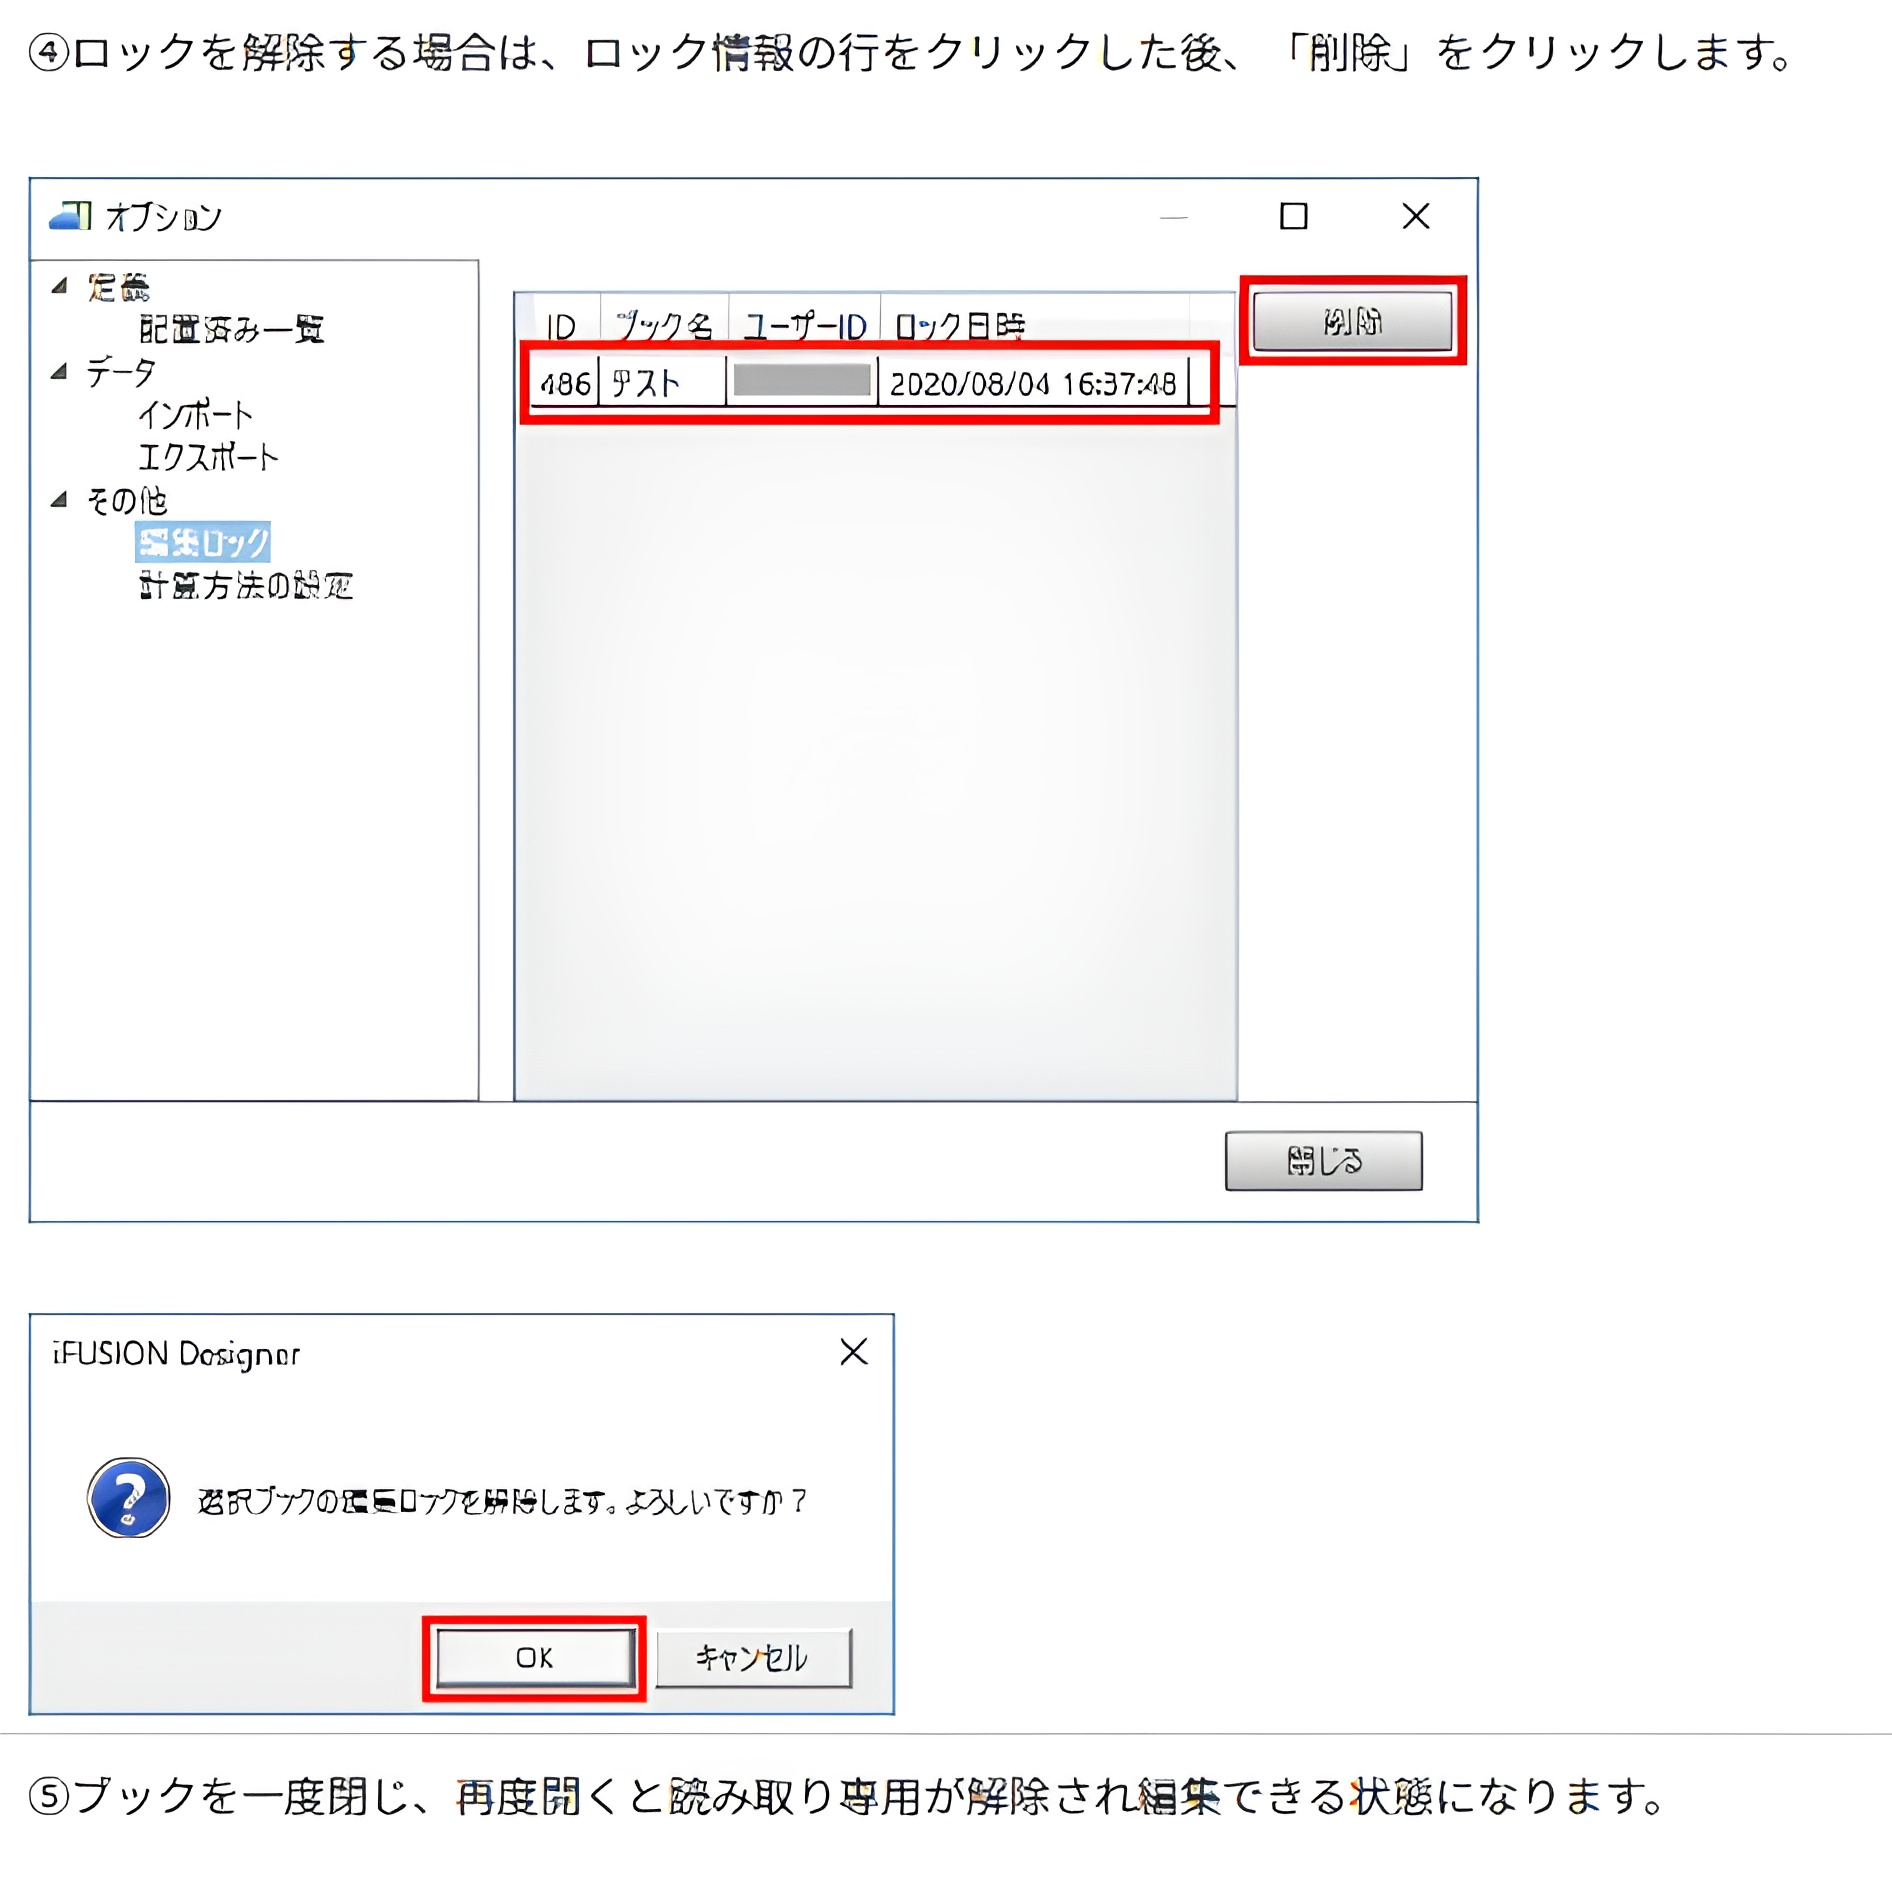 ④ロックを解除する場合は、ロック情報の行をクリックした後、「削除」をクリックします。
オプション
定義
配置済み一覧
データ
インポート
エクスポート
その他
編集ロック
計算方法の設定
ID ブック名 ユーザーID ロック日時
486 テスト 2020/08/04 16:37:48
削除
閉じる
iFUSION Designer
選択ブックの編集ロックを解除します。よろしいですか？
OK キャンセル
⑤ブックを一度閉じ、再度開くと読み取り専用が解除され編集できる状態になります。